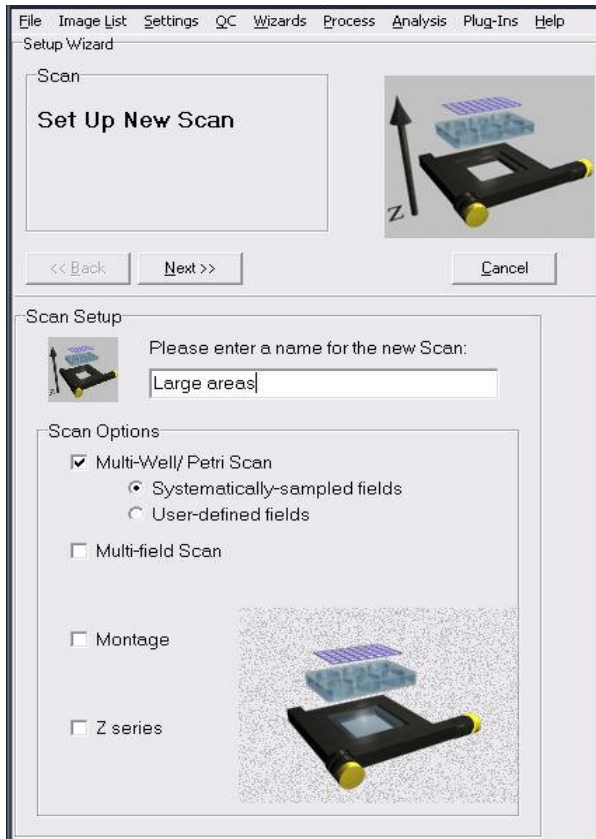 File Image List Settings QC Wizards Process Analysis Plug-Ins Help
Setup Wizard
Scan
Set Up New Scan
Z
<< Back Next >> Cancel
Scan Setup
Z
Please enter a name for the new Scan:
Large areas
Scan Options
Multi-Well/ Petri Scan
Systematically-sampled fields
User-defined fields
Multi-field Scan
Montage
Z series